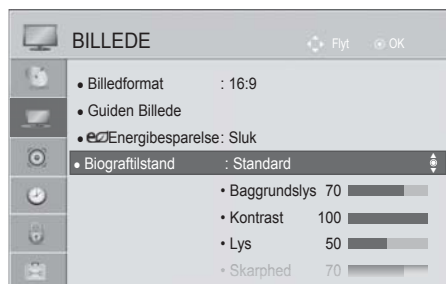 BILLEDE Flyt OK
• Billedformat : 16:9
• Guiden Billede
• eco Energibesparelse: Sluk
• Biograftilstand : Standard
• Baggrundslys 70
• Kontrast 100
• Lys 50
• Skarphed 70